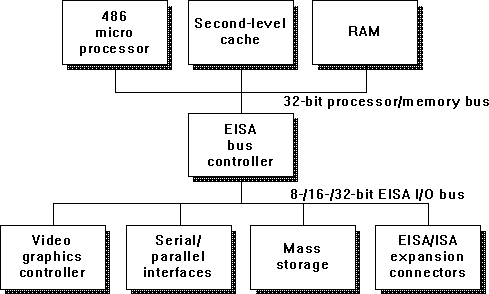 486
micro
processor
Second-level
cache
RAM
32-bit processor/memory bus
EISA
bus
controller
8-/16-/32-bit EISA I/O bus
Video
graphics
controller
Serial/
parallel
interfaces
Mass
storage
EISA/ISA
expansion
connectors